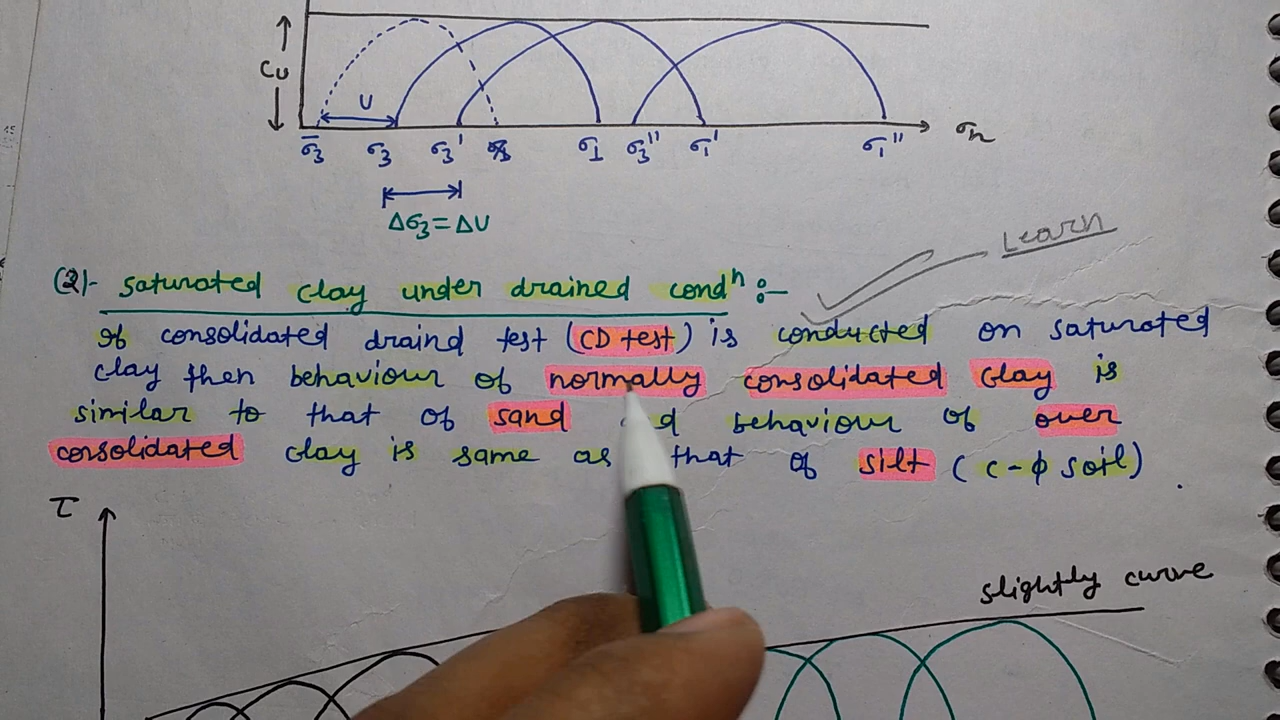 Cu
U
σ̄3 σ3 σ3' σ1 σ3'' σ1' σ1'' σn
Δσ3 = ΔU
Learn
(2)- saturated clay under drained condⁿ :-
If consolidated draind test (CD test) is conducted on saturated
clay then behaviour of normally consolidated clay is
similar to that of sand behaviour of over
consolidated clay is same as that of silt (c-ϕ soil) .
τ
slightly curve